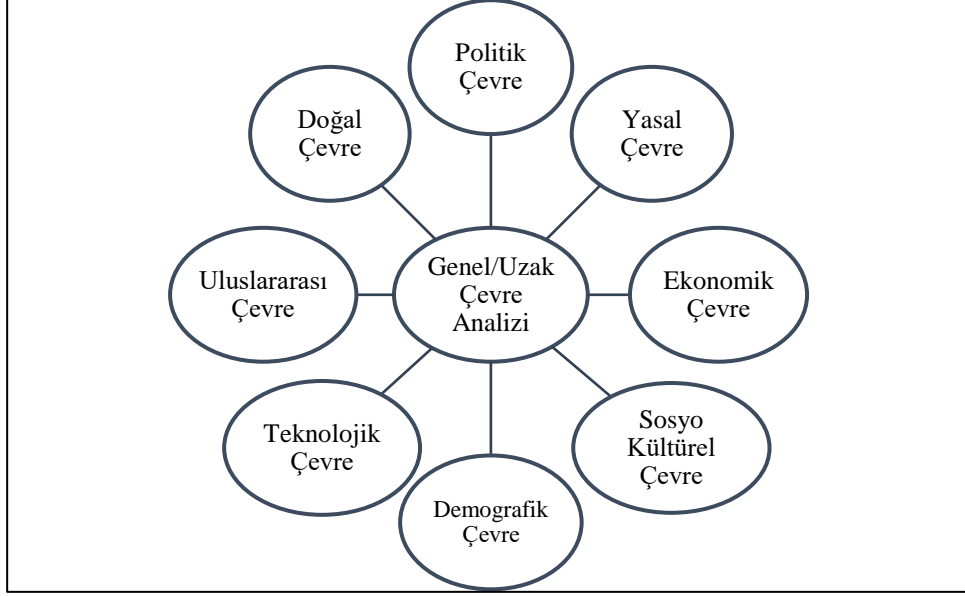 Politik
Çevre
Doğal
Çevre
Yasal
Çevre
Uluslararası
Çevre
Genel/Uzak
Çevre
Analizi
Ekonomik
Çevre
Teknolojik
Çevre
Sosyo
Kültürel
Çevre
Demografik
Çevre